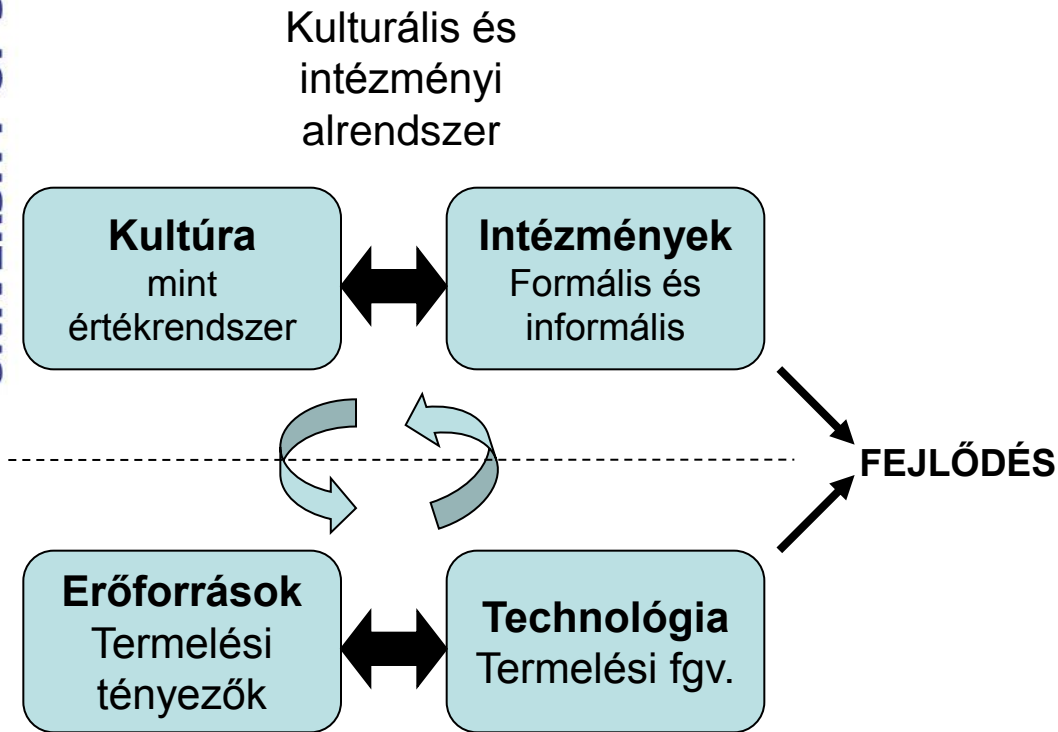 Kulturális és
intézményi
alrendszer
Kultúra
mint
értékrendszer
Intézmények
Formális és
informális
FEJLŐDÉS
Erőforrások
Termelési
tényezők
Technológia
Termelési fgv.